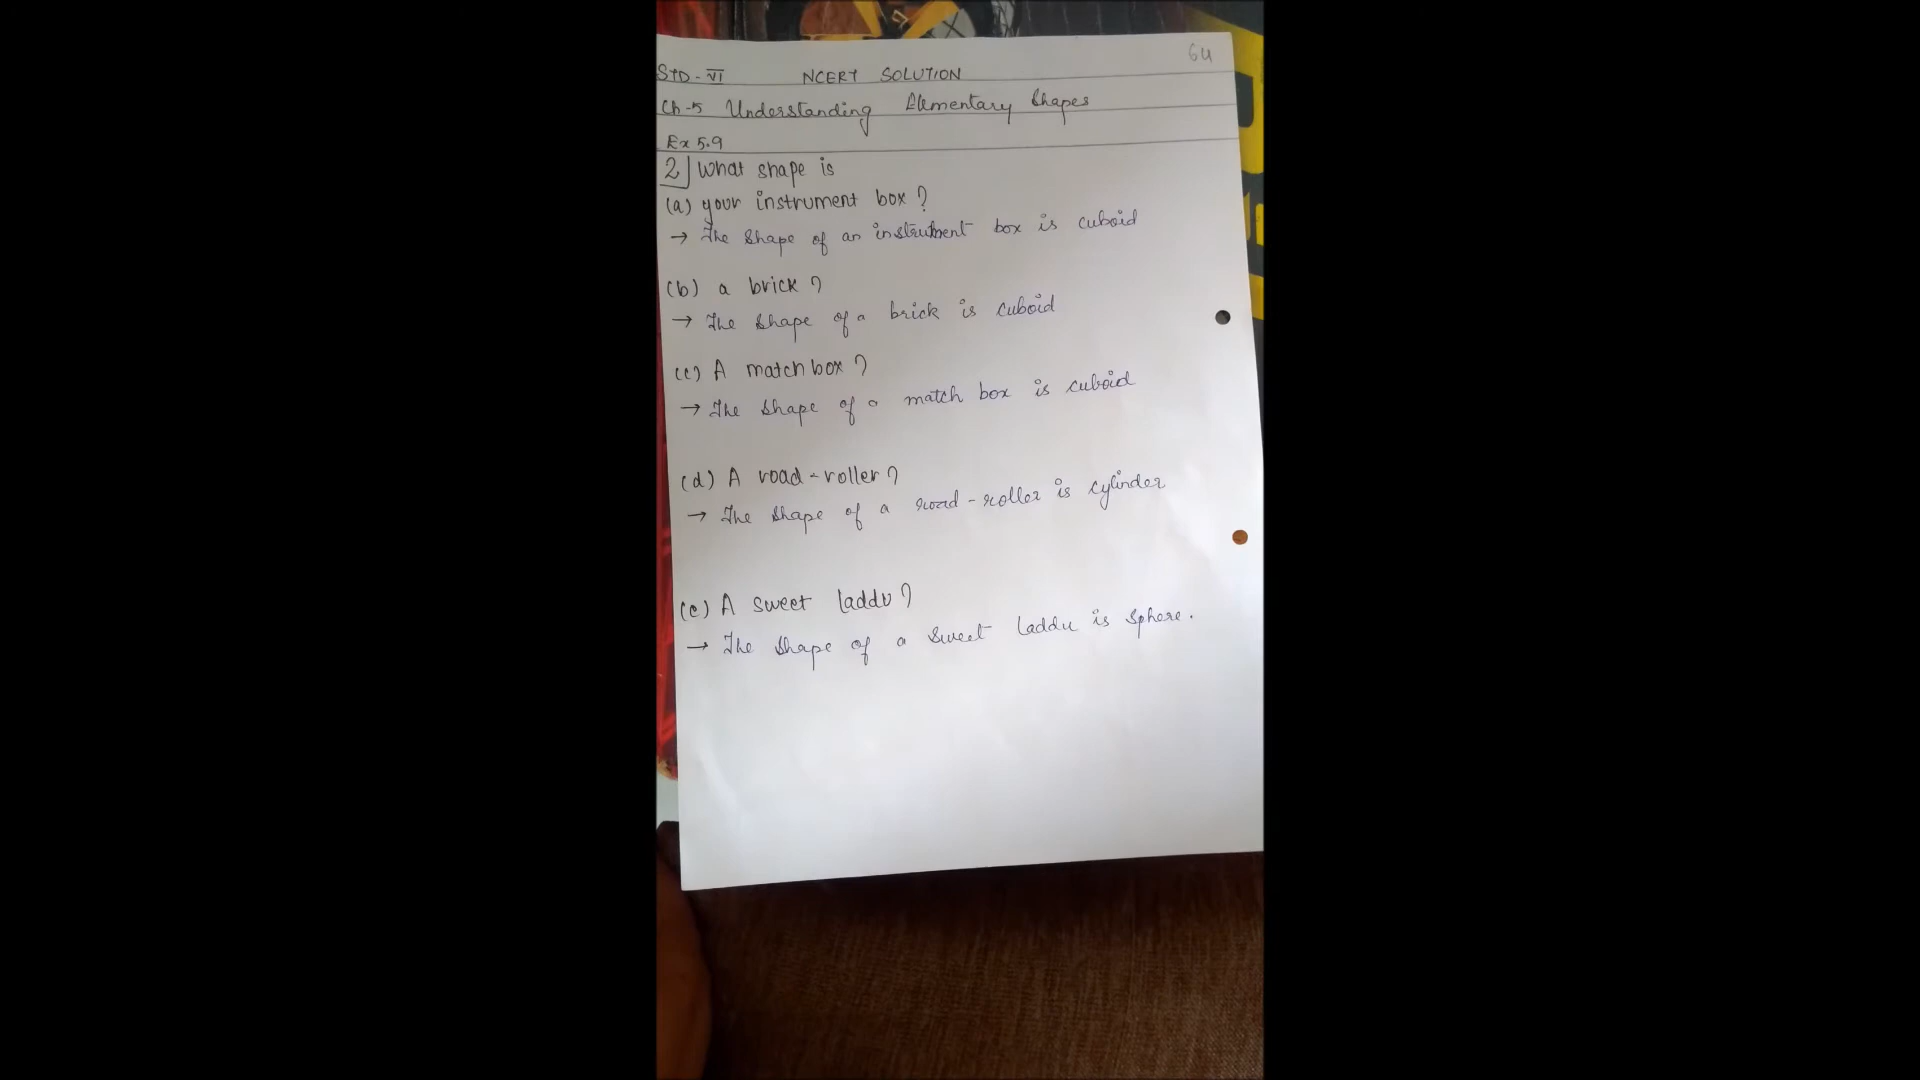 64
STD - VI NCERT SOLUTION
Ch-5 Understanding Elementary Shapes
Ex 5.9
2 What shape is
(a) your instrument box ?
→ The shape of an instrument box is cuboid
(b) a brick ?
→ The shape of a brick is cuboid
(c) A match box ?
→ The shape of a match box is cuboid
(d) A road-roller ?
→ The shape of a road-roller is cylinder
(e) A sweet laddu ?
→ The shape of a sweet laddu is sphere.